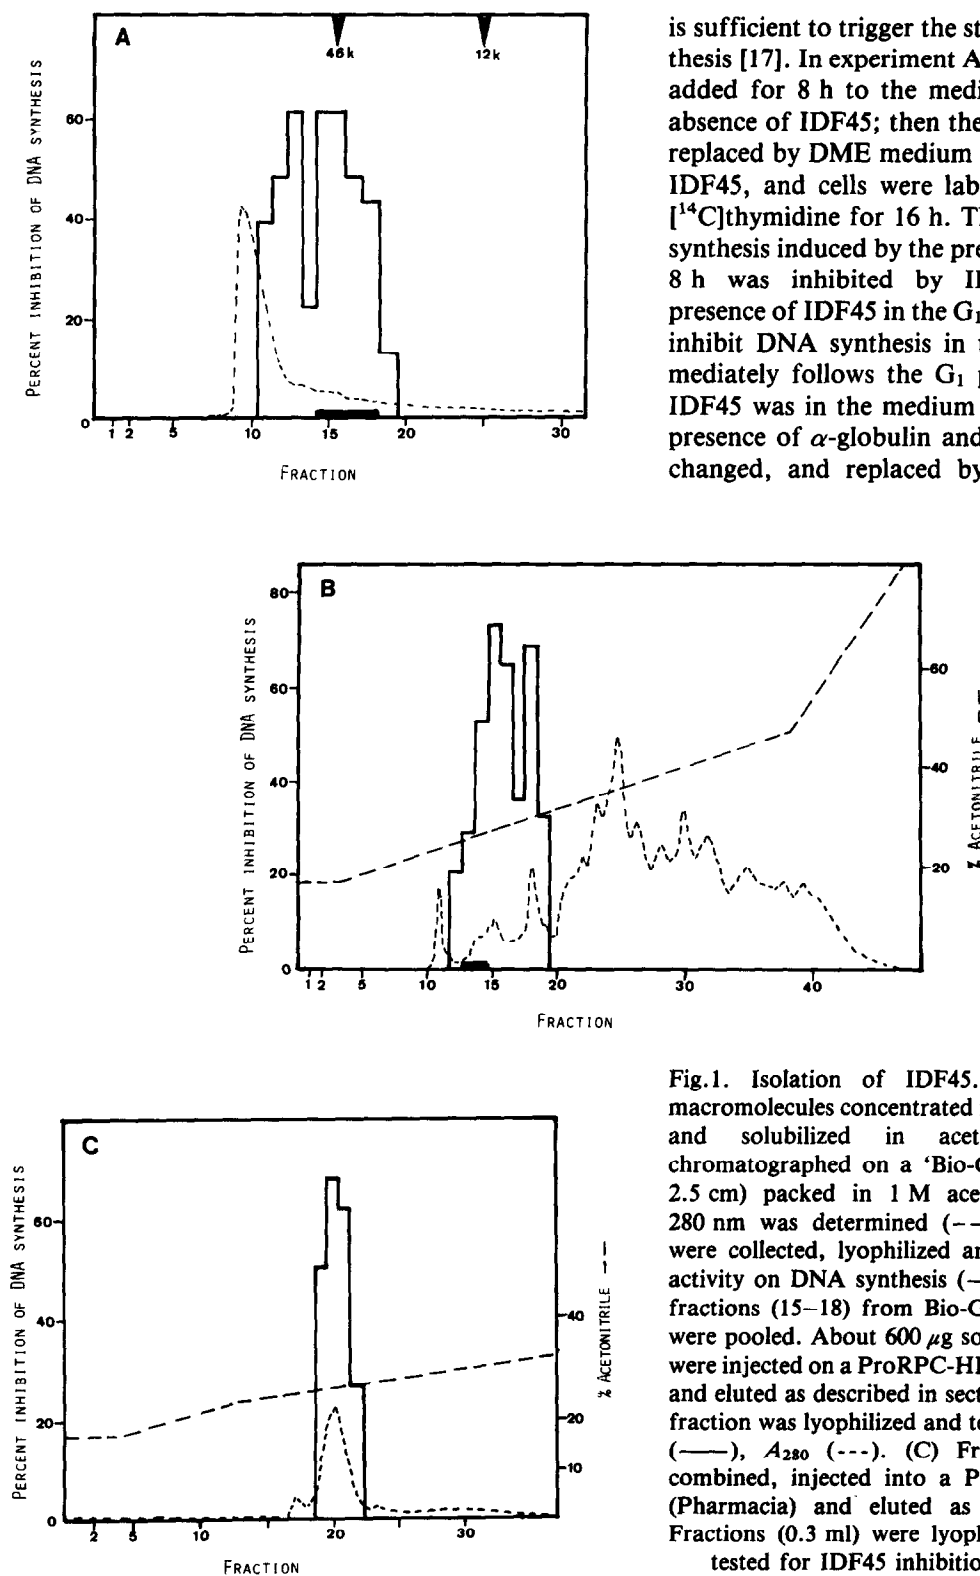 A
46k
12k
PERCENT INHIBITION OF DNA SYNTHESIS
60
40
20
0
1 2 5 10 15 20 30
FRACTION
is sufficient to trigger the st
thesis [17]. In experiment A
added for 8 h to the medi
absence of IDF45; then the
replaced by DME medium
IDF45, and cells were lab
[¹⁴C]thymidine for 16 h. T
synthesis induced by the pre
8 h was inhibited by I
presence of IDF45 in the G₁
inhibit DNA synthesis in
mediately follows the G₁
IDF45 was in the medium
presence of α-globulin and
changed, and replaced by
B
PERCENT INHIBITION OF DNA SYNTHESIS
80
60
40
20
0
1 2 5 10 15 20 30 40
FRACTION
60
40
20
% ACETONITRILE
C
PERCENT INHIBITION OF DNA SYNTHESIS
60
40
20
0
2 5 10 20 30
FRACTION
40
20
10
% ACETONITRILE
Fig.1. Isolation of IDF45.
macromolecules concentrated
and solubilized in acet
chromatographed on a 'Bio-
2.5 cm) packed in 1 M ace
280 nm was determined (--
were collected, lyophilized an
activity on DNA synthesis (—
fractions (15–18) from Bio-
were pooled. About 600 μg so
were injected on a ProRPC-H
and eluted as described in sect
fraction was lyophilized and te
(——), A₂₈₀ (---). (C) Fr
combined, injected into a P
(Pharmacia) and eluted as
Fractions (0.3 ml) were lyoph
tested for IDF45 inhibitio